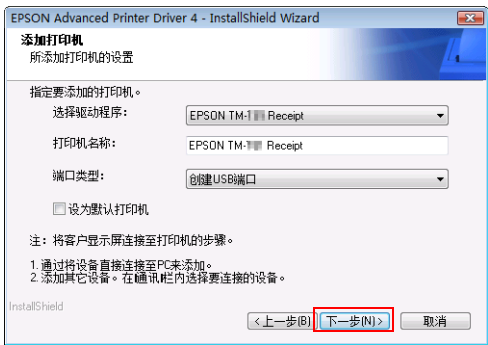 EPSON Advanced Printer Driver 4 - InstallShield Wizard
添加打印机
所添加打印机的设置
指定要添加的打印机。
选择驱动程序： EPSON TM- Receipt
打印机名称： EPSON TM- Receipt
端口类型： 创建USB端口
设为默认打印机
注：将客户显示屏连接至打印机的步骤。
1. 通过将设备直接连接至PC来添加。
2. 添加其它设备。在通讯栏内选择要连接的设备。
InstallShield
<上一步(B) 下一步(N)> 取消